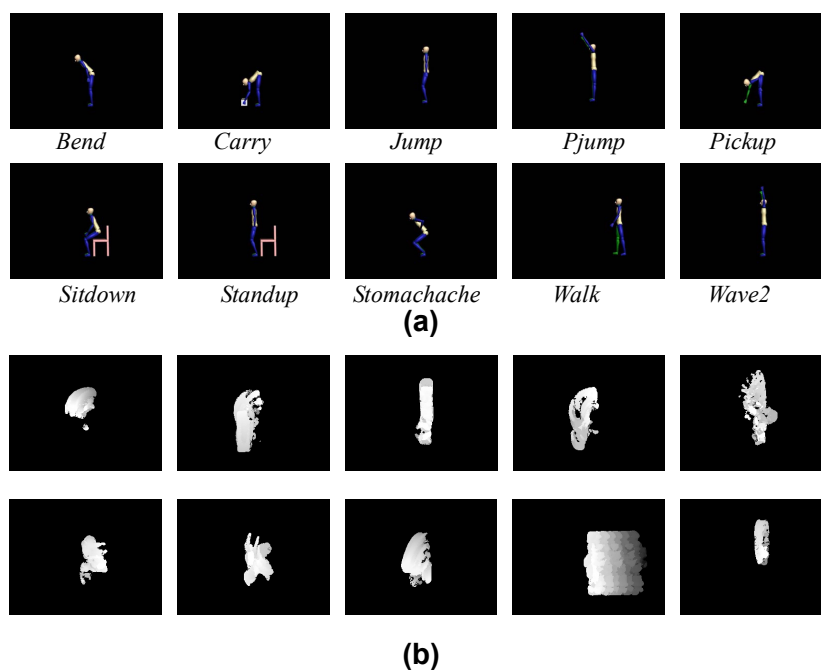 Bend Carry Jump Pjump Pickup
Sitdown Standup Stomachache Walk Wave2
(a)
(b)